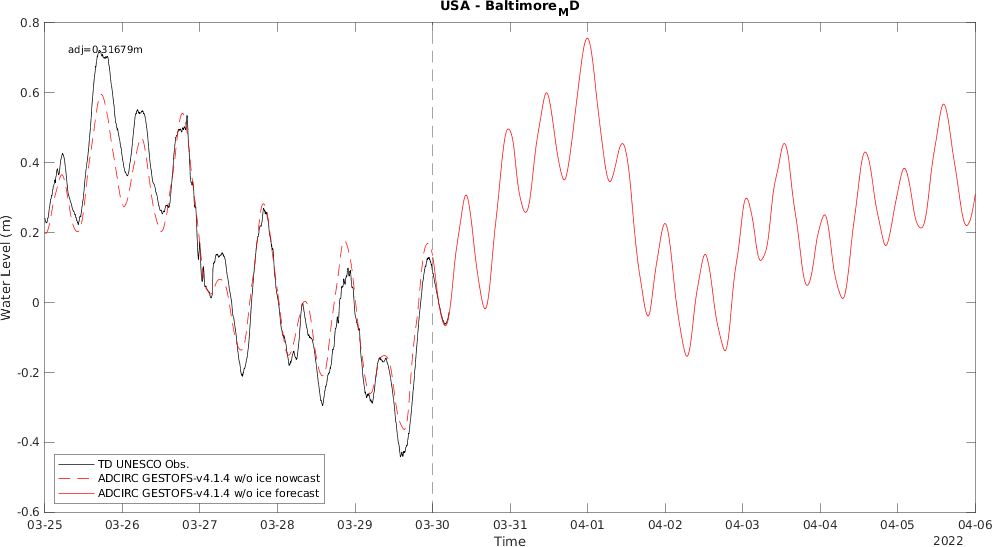 USA - BaltimoreMD
adj=0.31679m
0.8
0.6
0.4
0.2
0
-0.2
-0.4
-0.6
Water Level (m)
TD UNESCO Obs.
ADCIRC GESTOFS-v4.1.4 w/o ice nowcast
ADCIRC GESTOFS-v4.1.4 w/o ice forecast
03-25 03-26 03-27 03-28 03-29 03-30 03-31 04-01 04-02 04-03 04-04 04-05 04-06
Time
2022